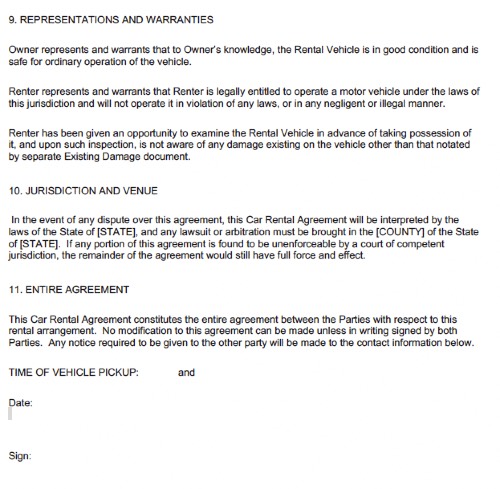 9. REPRESENTATIONS AND WARRANTIES
Owner represents and warrants that to Owner's knowledge, the Rental Vehicle is in good condition and is
safe for ordinary operation of the vehicle.
Renter represents and warrants that Renter is legally entitled to operate a motor vehicle under the laws of
this jurisdiction and will not operate it in violation of any laws, or in any negligent or illegal manner.
Renter has been given an opportunity to examine the Rental Vehicle in advance of taking possession of
it, and upon such inspection, is not aware of any damage existing on the vehicle other than that notated
by separate Existing Damage document.
10. JURISDICTION AND VENUE
In the event of any dispute over this agreement, this Car Rental Agreement will be interpreted by the
laws of the State of [STATE], and any lawsuit or arbitration must be brought in the [COUNTY] of the State
of [STATE].  If any portion of this agreement is found to be unenforceable by a court of competent
jurisdiction, the remainder of the agreement would still have full force and effect.
11. ENTIRE AGREEMENT
This Car Rental Agreement constitutes the entire agreement between the Parties with respect to this
rental arrangement.  No modification to this agreement can be made unless in writing signed by both
Parties.  Any notice required to be given to the other party will be made to the contact information below.
TIME OF VEHICLE PICKUP: and
Date:
Sign: